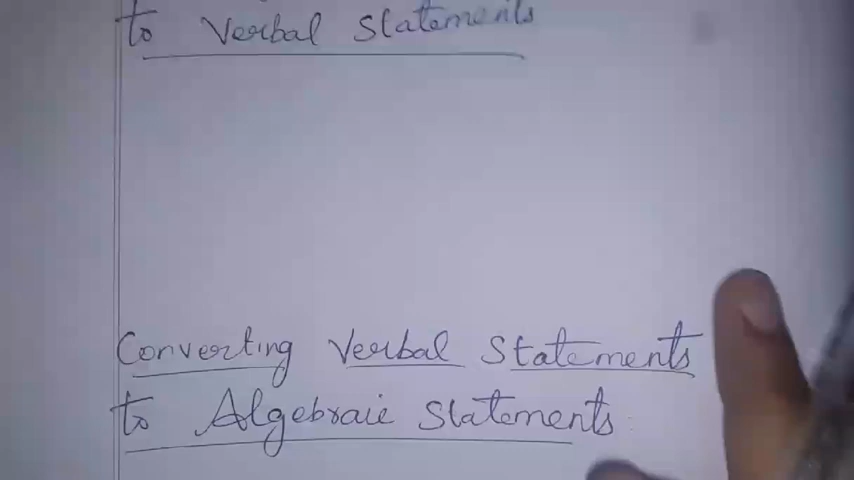 to Verbal Statements
Converting Verbal Statements
to Algebraic Statements